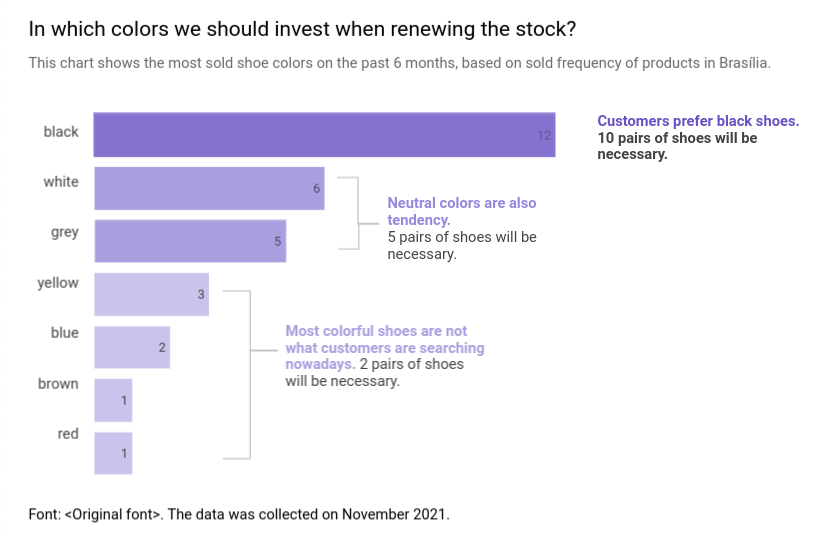 In which colors we should invest when renewing the stock?
This chart shows the most sold shoe colors on the past 6 months, based on sold frequency of products in Brasília.
black
12
Customers prefer black shoes.
10 pairs of shoes will be
necessary.
white
6
Neutral colors are also
tendency.
5 pairs of shoes will be
necessary.
grey
5
yellow
3
blue
2
Most colorful shoes are not
what customers are searching
nowadays. 2 pairs of shoes
will be necessary.
brown
1
red
1
Font: <Original font>. The data was collected on November 2021.